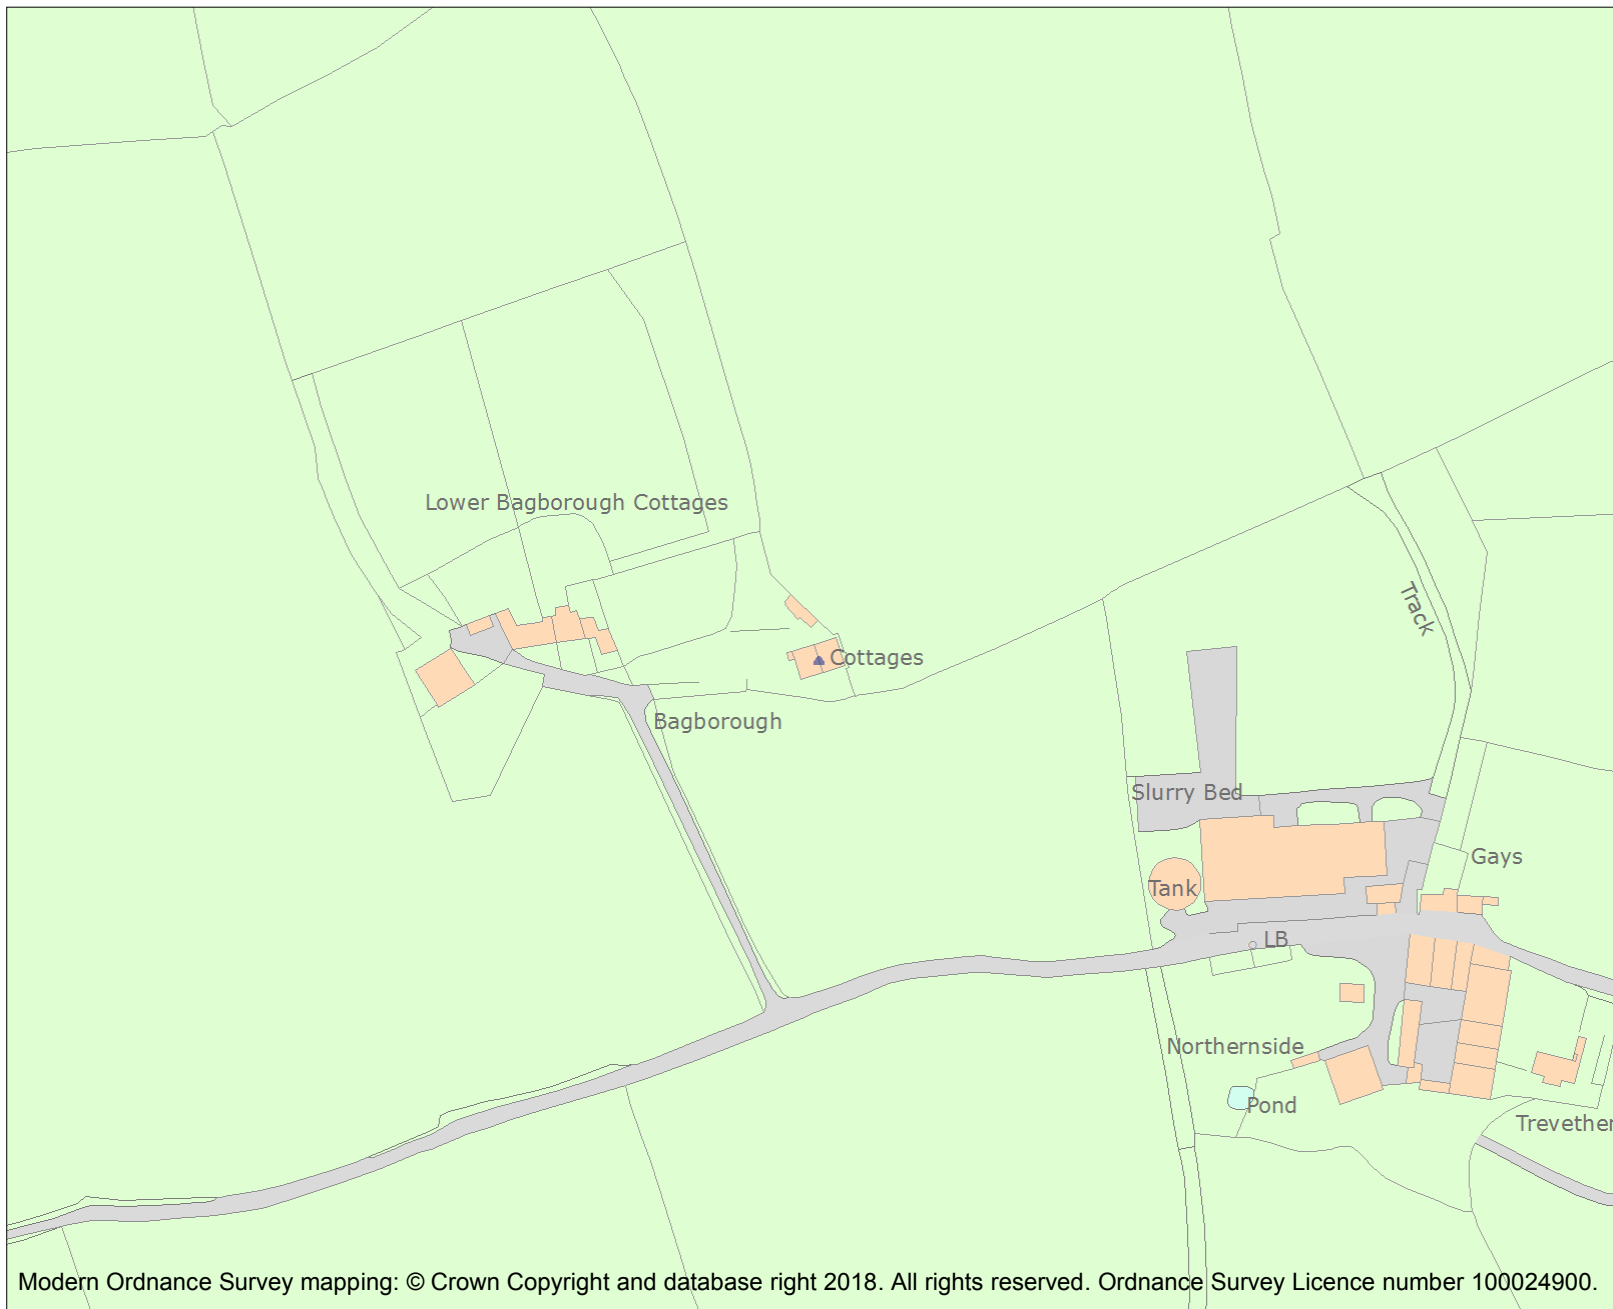 Lower Bagborough Cottages
Track
Cottages
Bagborough
Slurry Bed
Gays
Tank
LB
Northernside
Pond
Trevether
Modern Ordnance Survey mapping: © Crown Copyright and database right 2018. All rights reserved. Ordnance Survey Licence number 100024900.